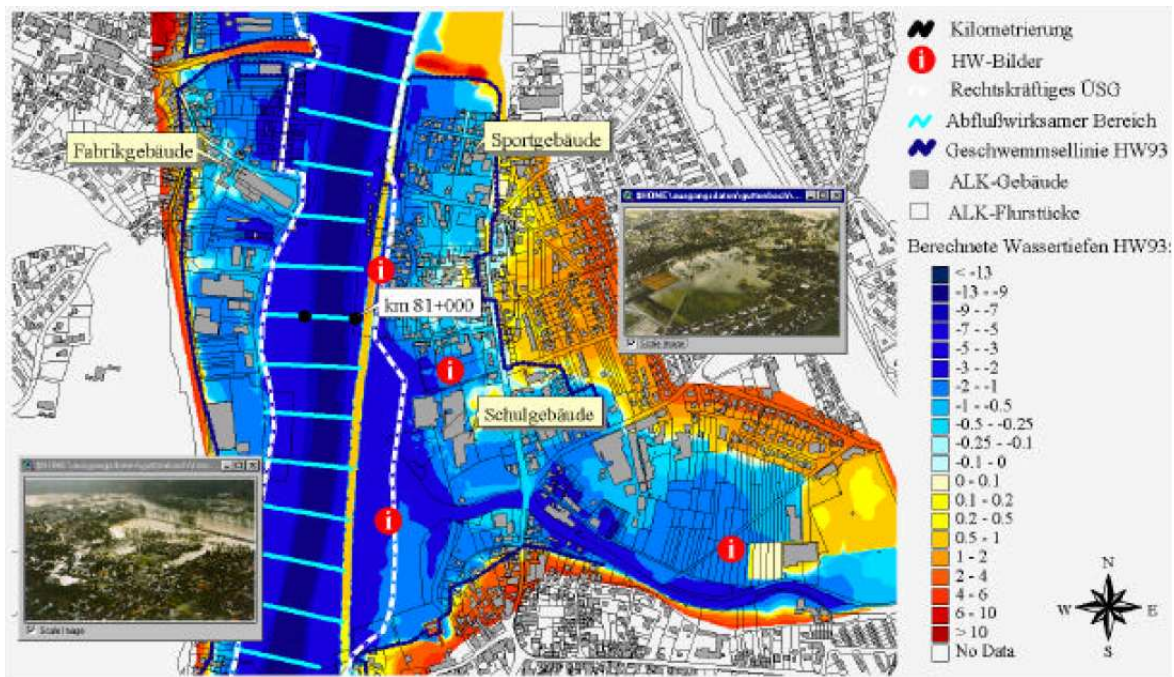 Kilometrierung
HW-Bilder
Rechtskräftiges ÜSG
Abflußwirksamer Bereich
Geschwemmsellinie HW93
ALK-Gebäude
ALK-Flurstücke
Berechnete Wassertiefen HW93:
< -13
-13 --9
-9 --7
-7 --5
-5 --3
-3 --2
-2 --1
-1 --0.5
-0.5 --0.25
-0.25 --0.1
-0.1 - 0
0 - 0.1
0.1 - 0.2
0.2 - 0.5
0.5 - 1
1 - 2
2 - 4
4 - 6
6 - 10
> 10
No Data
Fabrikgebäude
Sportgebäude
km 81+000
Schulgebäude
Scale Image
Scale Image
N
W E
S
i
i
i
i